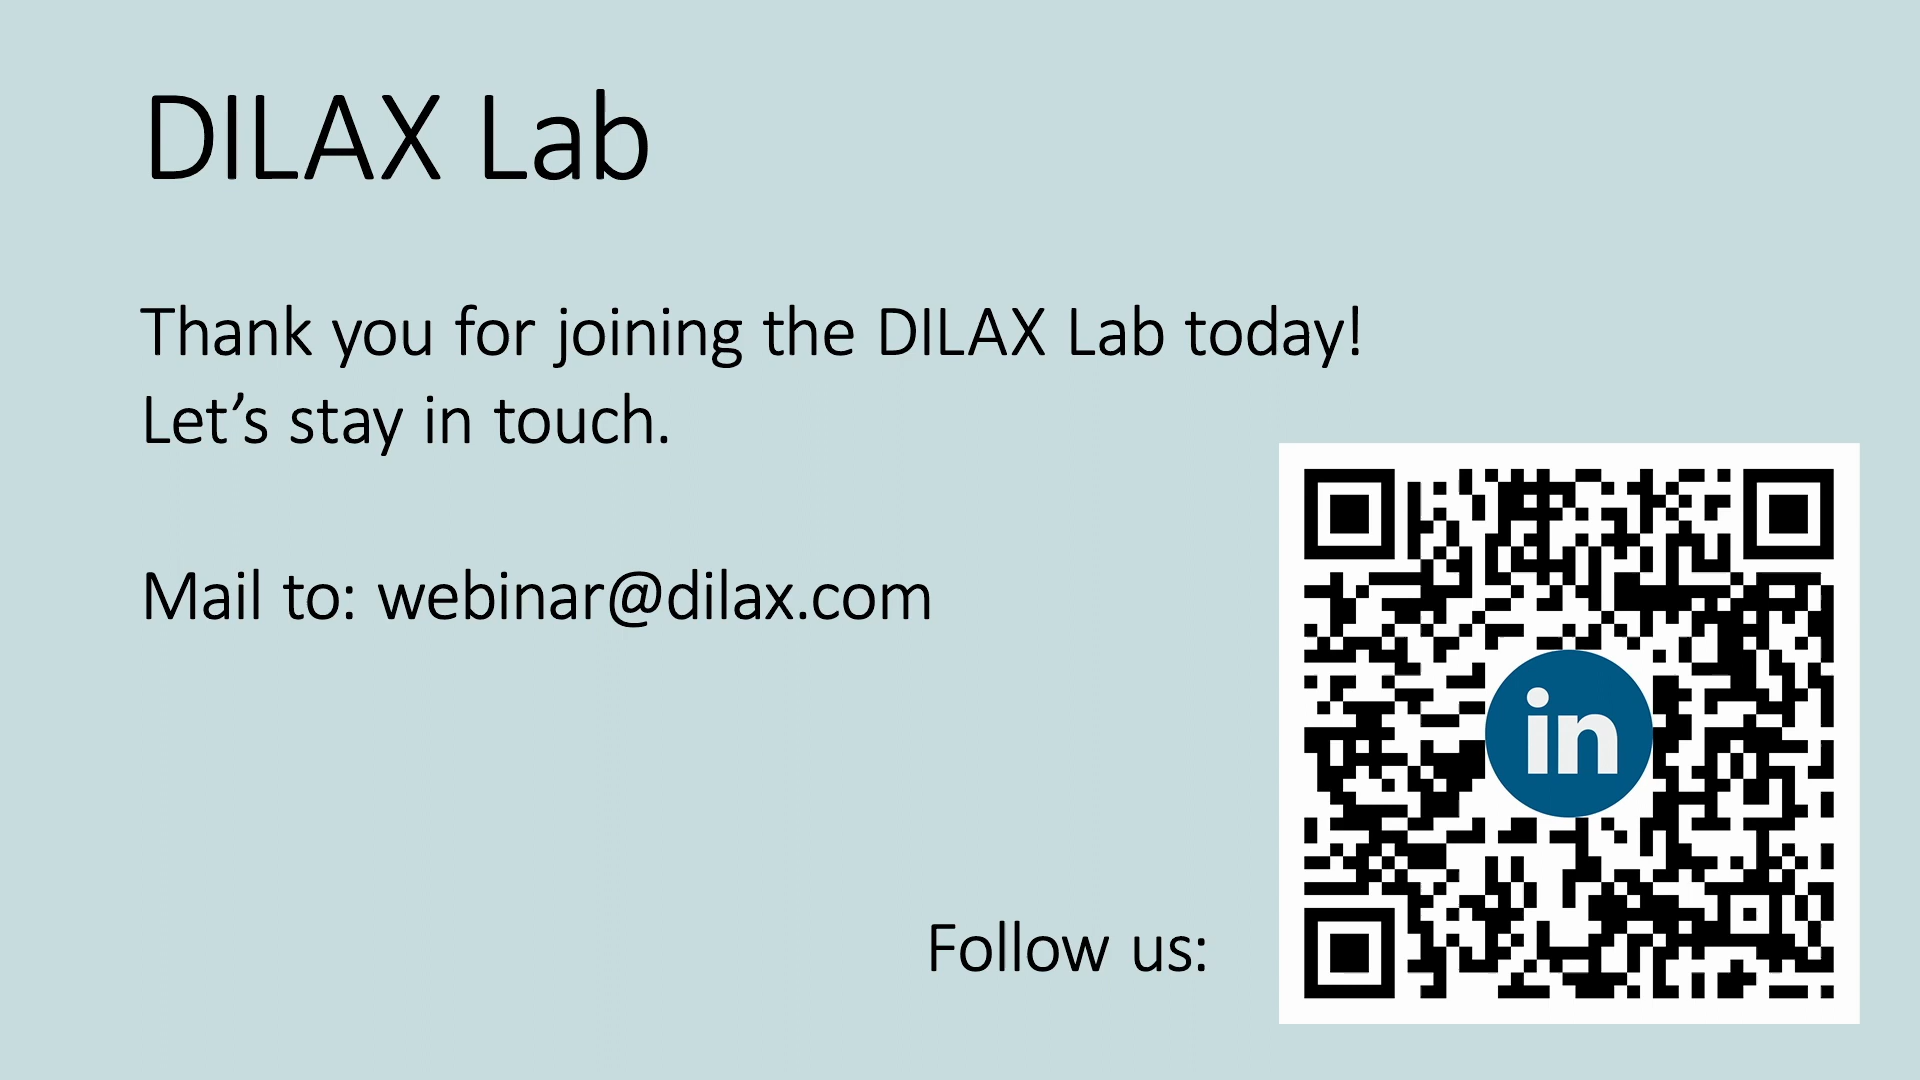 DILAX Lab
Thank you for joining the DILAX Lab today!
Let’s stay in touch.
Mail to: webinar@dilax.com
in
Follow us: